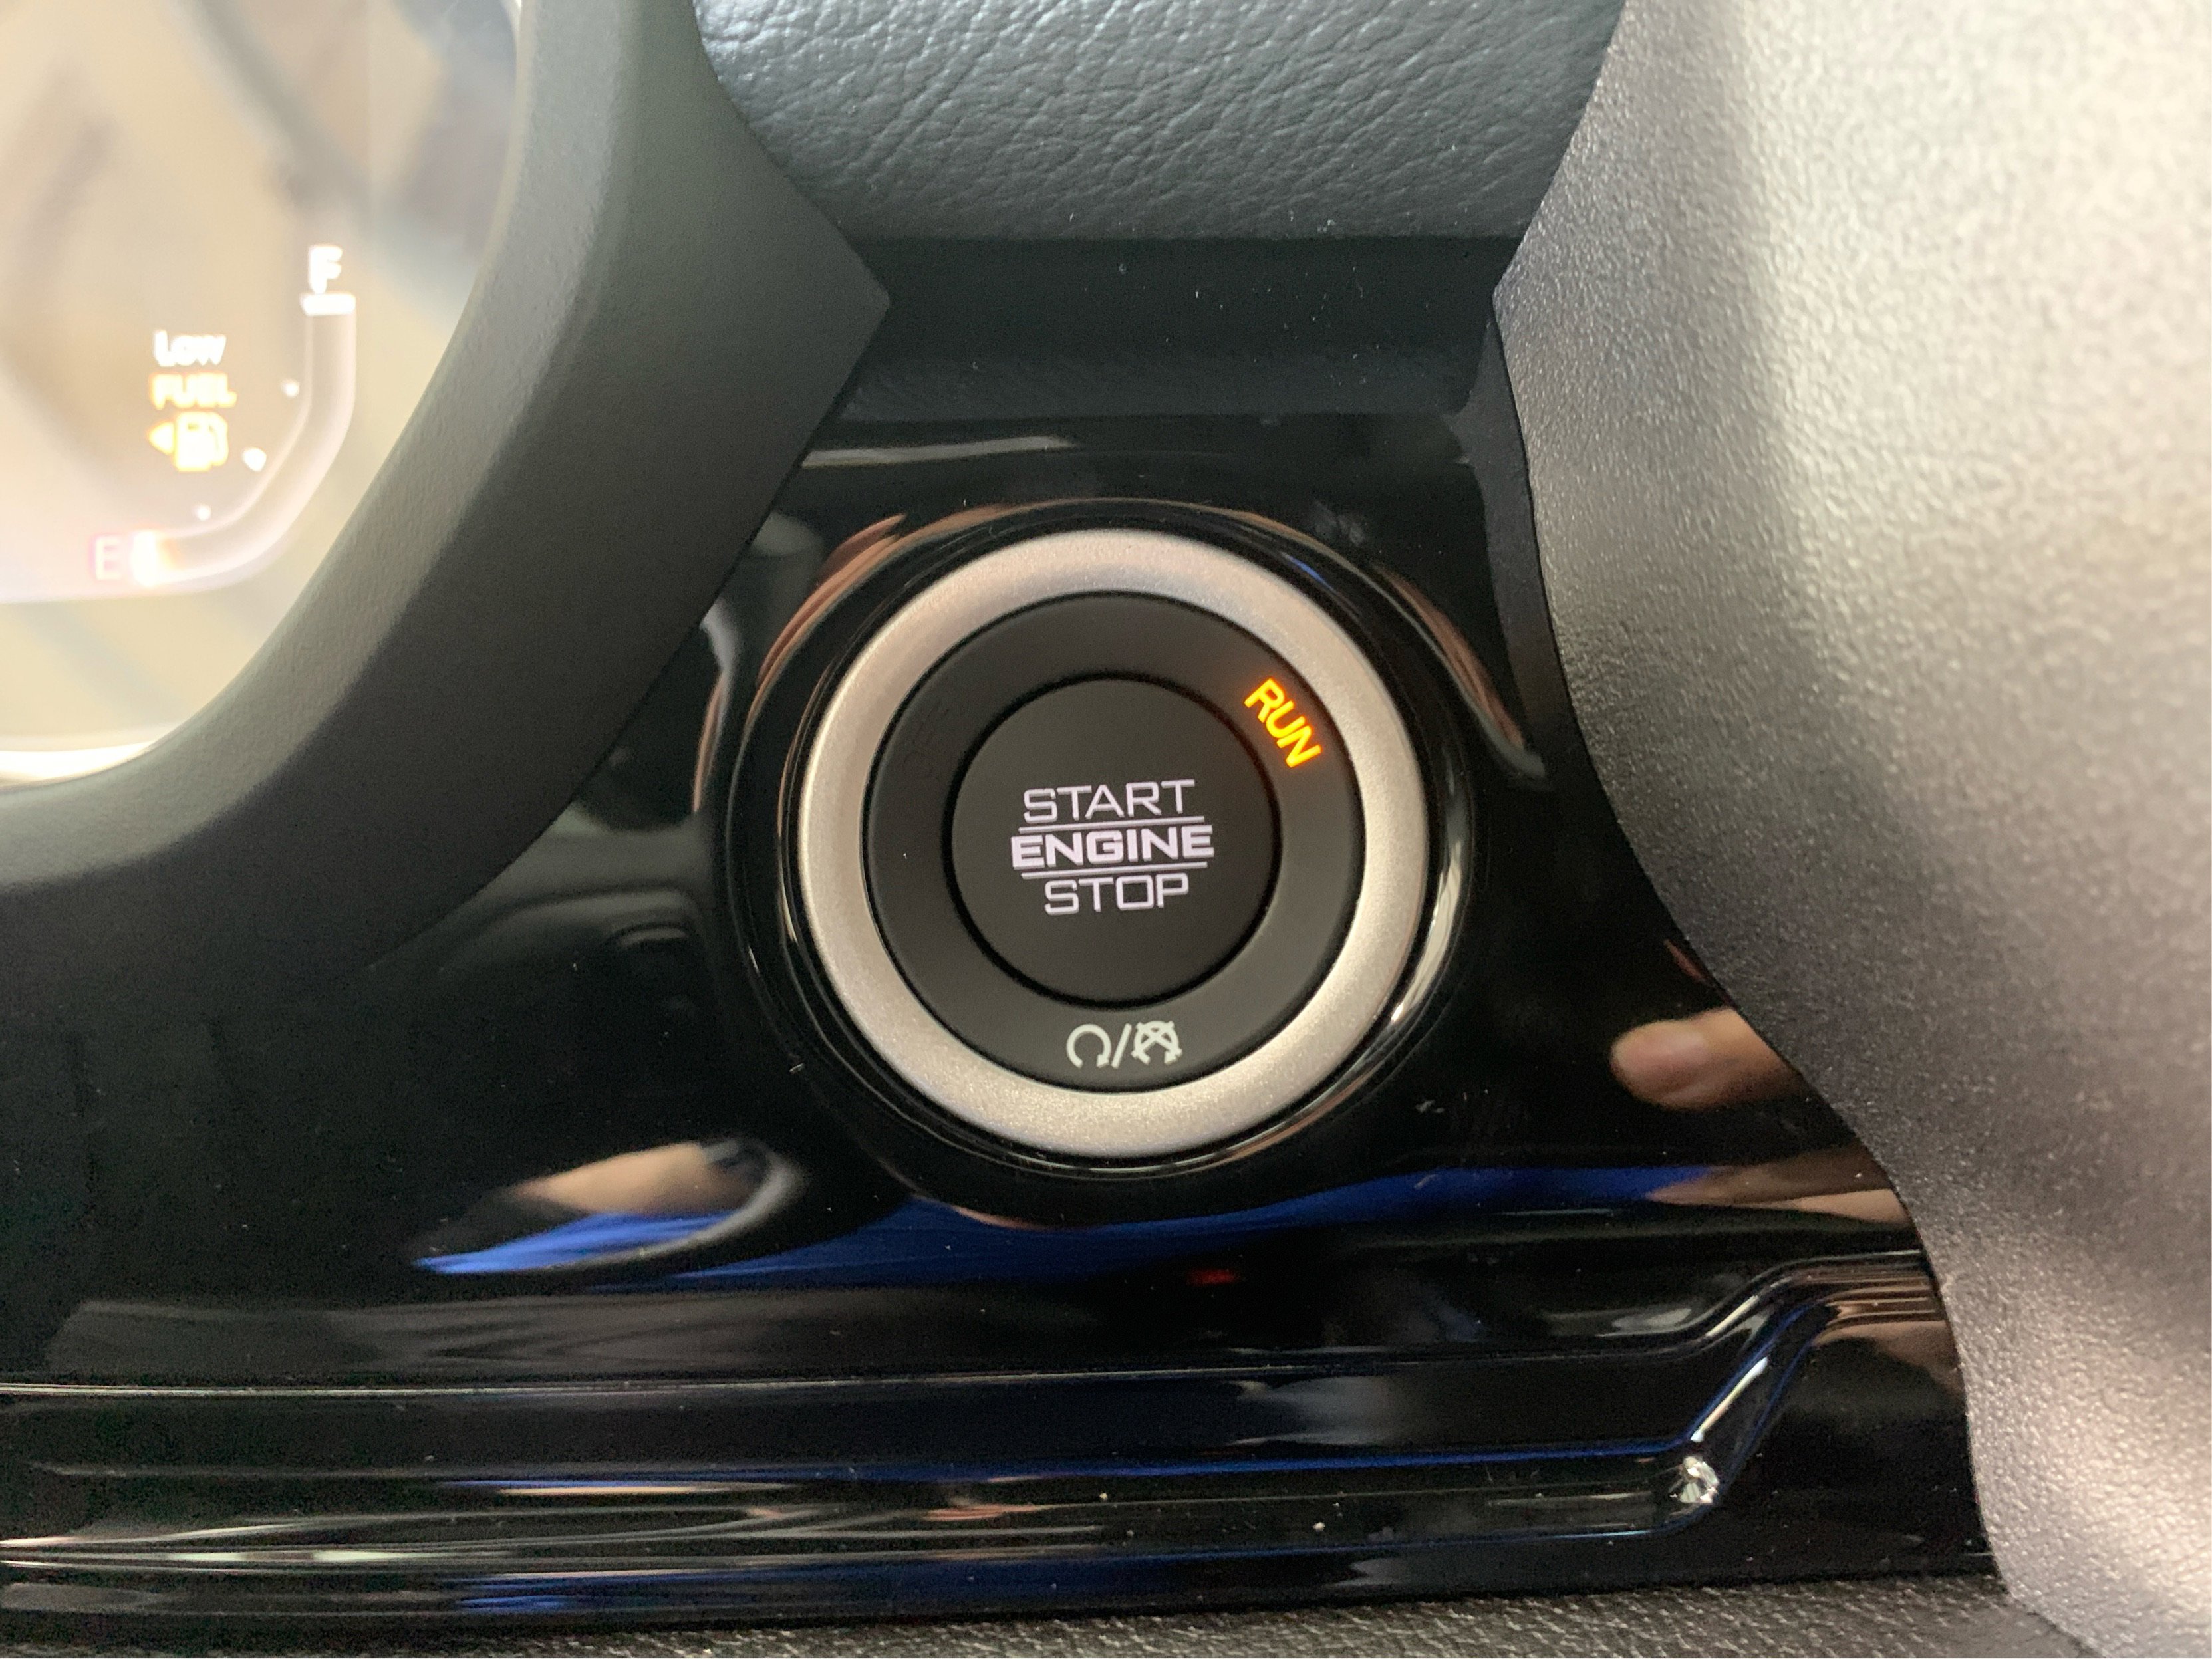 F
LOW
FUEL
E
RUN
START
ENGINE
STOP